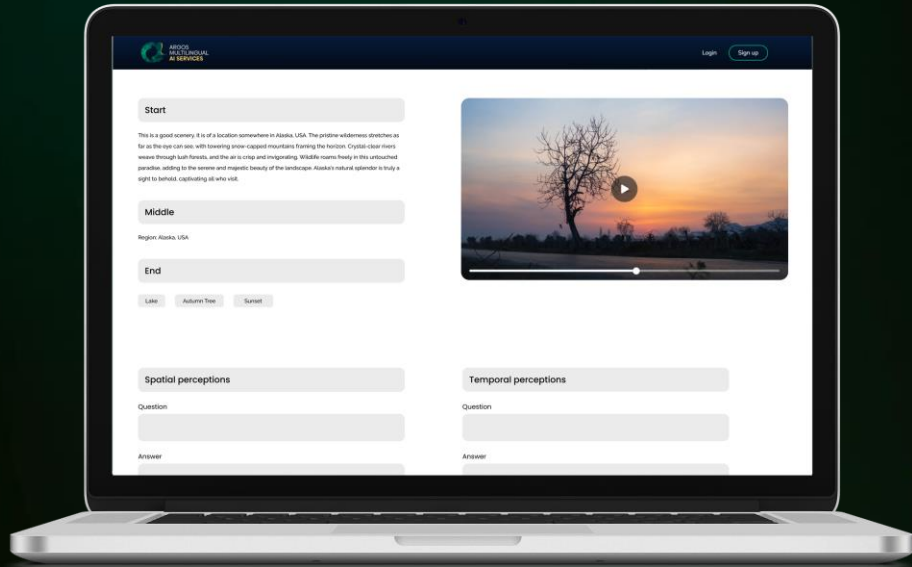 ARGOS
MULTILINGUAL
AI SERVICES
Login
Sign up
Start
This is a good scenery. It is of a location somewhere in Alaska, USA. The pristine wilderness stretches as
far as the eye can see, with towering snow-capped mountains framing the horizon. Crystal-clear rivers
weave through lush forests, and the air is crisp and invigorating. Wildlife roams freely in this untouched
paradise, adding to the serene and majestic beauty of the landscape. Alaska's natural splendor is truly a
sight to behold, captivating all who visit.
Middle
Region: Alaska, USA
End
Lake
Autumn Tree
Sunset
Spatial perceptions
Temporal perceptions
Question
Question
Answer
Answer